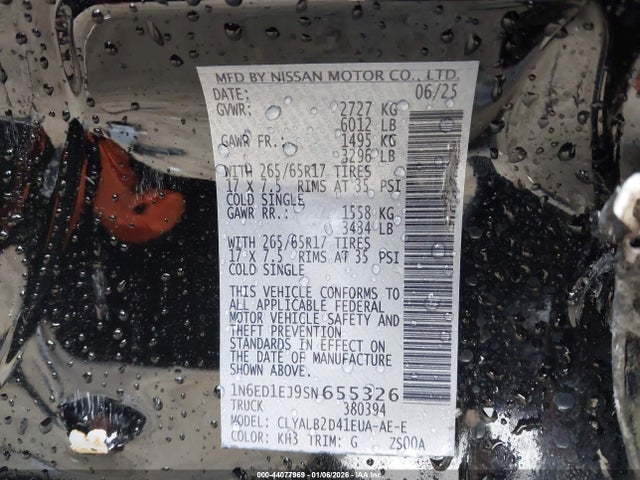 MFD BY NISSAN MOTOR CO., LTD.
DATE: 06/25
GVWR: 2727 KG
6012 LB
GAWR FR.: 1495 KG
3296 LB
WITH 265/65R17 TIRES
17 X 7.5 RIMS AT 35 PSI
COLD SINGLE
GAWR RR.: 1558 KG
3434 LB
WITH 265/65R17 TIRES
17 X 7.5 RIMS AT 35 PSI
COLD SINGLE
THIS VEHICLE CONFORMS TO
ALL APPLICABLE FEDERAL
MOTOR VEHICLE SAFETY AND
THEFT PREVENTION
STANDARDS IN EFFECT ON
THE DATE OF MANUFACTURE
SHOWN ABOVE.
1N6ED1EJ9SN655326
TRUCK 380394
MODEL: CLYALB2D41EUA-AE-E
COLOR: KH3 TRIM: G ZS00A
000-44077969 - 01/06/2026 - IAA Holdings, LLC